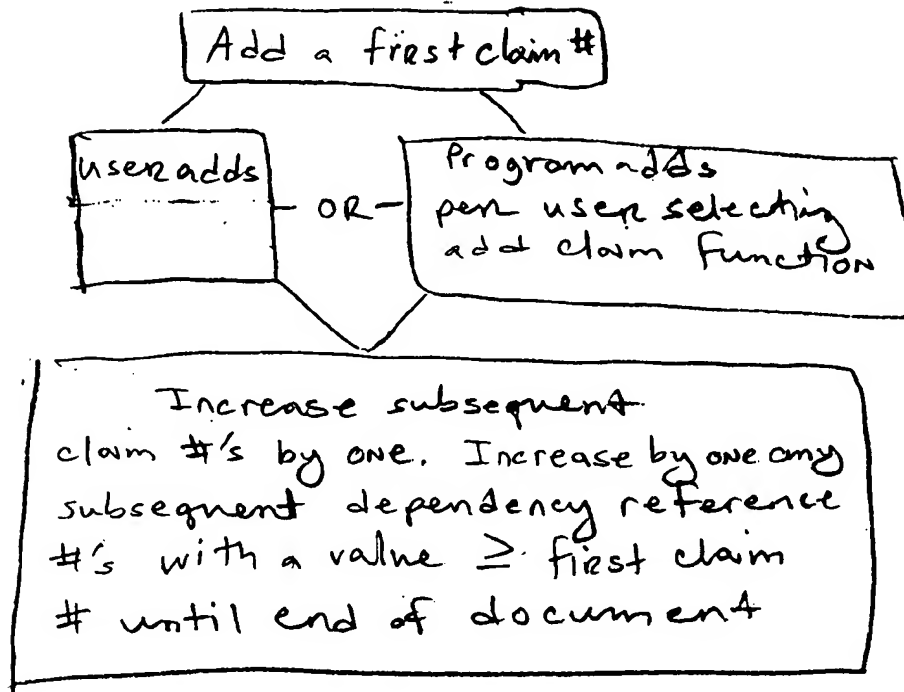 Add a first claim #
user adds
OR
Program adds
per user selecting
add claim Function
Increase subsequent
claim #'s by one. Increase by one any
subsequent dependency reference
#'s with a value ≥ first claim
# until end of document